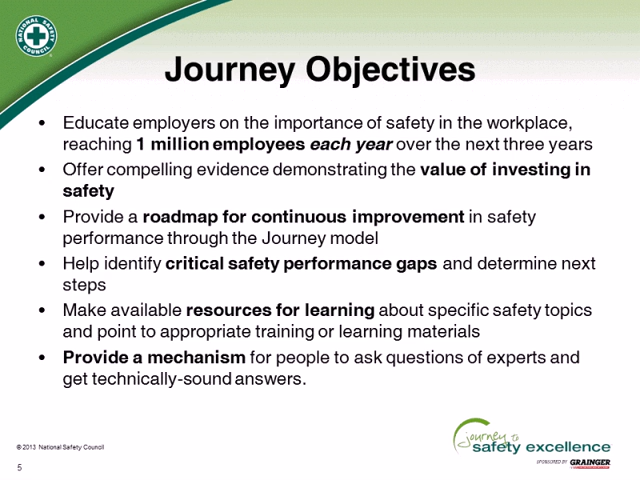 NATIONAL SAFETY COUNCIL
Journey Objectives
• Educate employers on the importance of safety in the workplace,
reaching 1 million employees each year over the next three years
• Offer compelling evidence demonstrating the value of investing in
safety
• Provide a roadmap for continuous improvement in safety
performance through the Journey model
• Help identify critical safety performance gaps and determine next
steps
• Make available resources for learning about specific safety topics
and point to appropriate training or learning materials
• Provide a mechanism for people to ask questions of experts and
get technically-sound answers.
journey to
safety excellence
SPONSORED BY GRAINGER
© 2013 National Safety Council
5